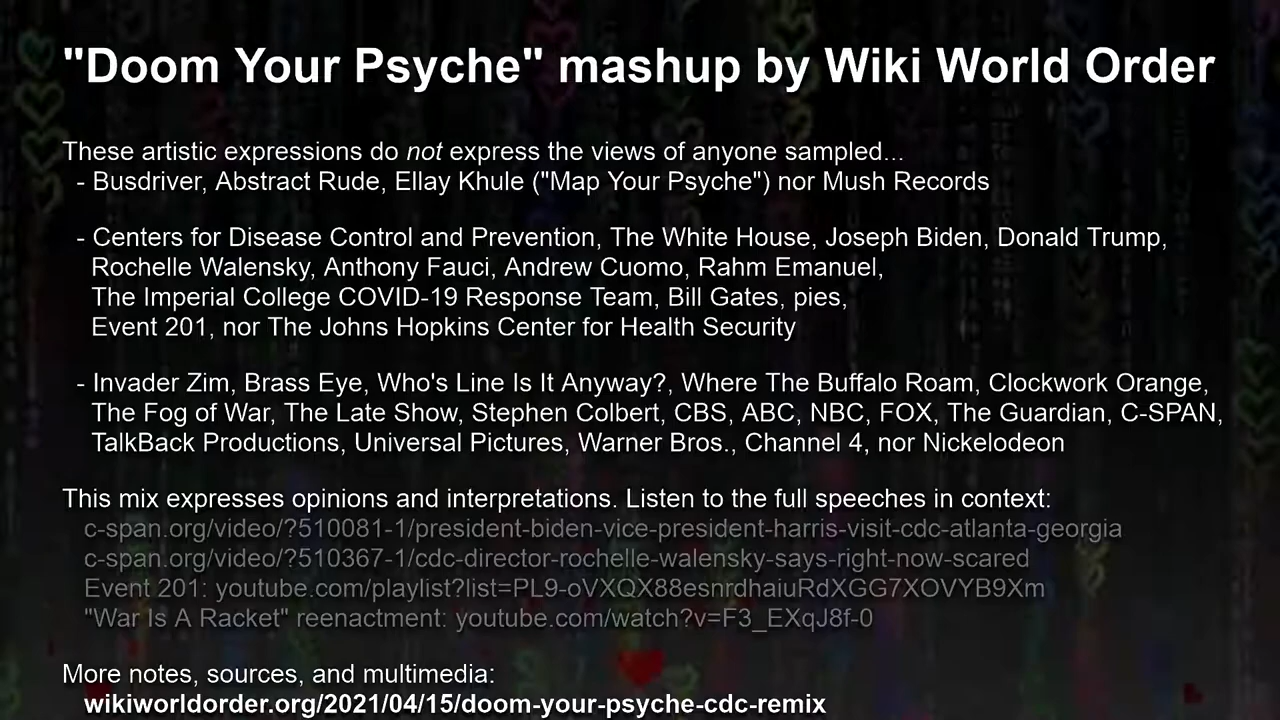 "Doom Your Psyche" mashup by Wiki World Order
These artistic expressions do not express the views of anyone sampled...
- Busdriver, Abstract Rude, Ellay Khule ("Map Your Psyche") nor Mush Records
- Centers for Disease Control and Prevention, The White House, Joseph Biden, Donald Trump,
Rochelle Walensky, Anthony Fauci, Andrew Cuomo, Rahm Emanuel,
The Imperial College COVID-19 Response Team, Bill Gates, pies,
Event 201, nor The Johns Hopkins Center for Health Security
- Invader Zim, Brass Eye, Who's Line Is It Anyway?, Where The Buffalo Roam, Clockwork Orange,
The Fog of War, The Late Show, Stephen Colbert, CBS, ABC, NBC, FOX, The Guardian, C-SPAN,
TalkBack Productions, Universal Pictures, Warner Bros., Channel 4, nor Nickelodeon
This mix expresses opinions and interpretations. Listen to the full speeches in context:
c-span.org/video/?510081-1/president-biden-vice-president-harris-visit-cdc-atlanta-georgia
c-span.org/video/?510367-1/cdc-director-rochelle-walensky-says-right-now-scared
Event 201: youtube.com/playlist?list=PL9-oVXQX88esnrdhaiuRdXGG7XOVYB9Xm
"War Is A Racket" reenactment: youtube.com/watch?v=F3_EXqJ8f-0
More notes, sources, and multimedia:
wikiworldorder.org/2021/04/15/doom-your-psyche-cdc-remix